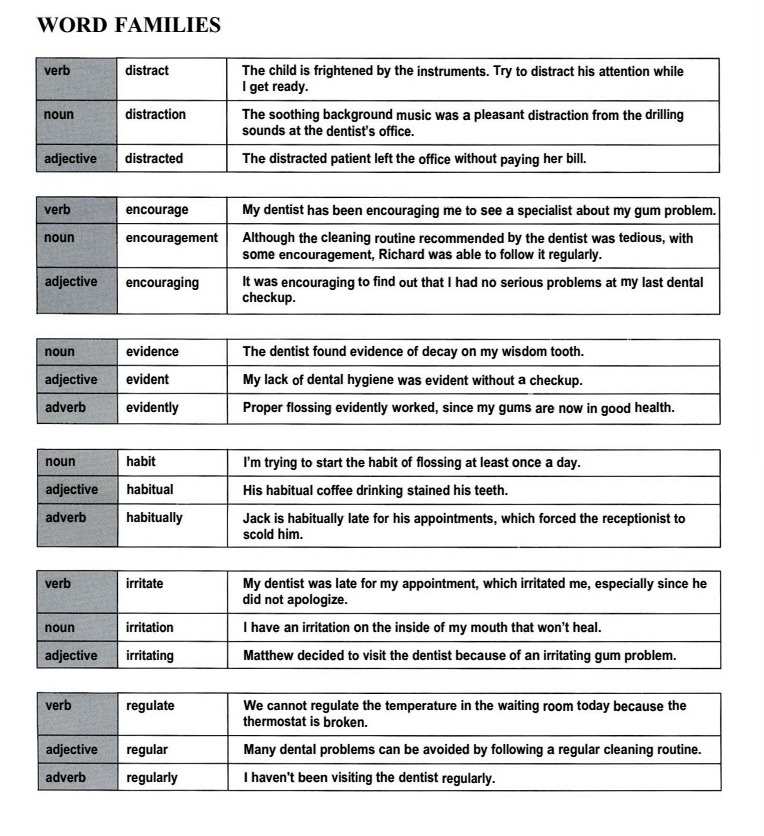 WORD FAMILIES
verb distract The child is frightened by the instruments. Try to distract his attention while
I get ready.
noun distraction The soothing background music was a pleasant distraction from the drilling
sounds at the dentist's office.
adjective distracted The distracted patient left the office without paying her bill.
verb encourage My dentist has been encouraging me to see a specialist about my gum problem.
noun encouragement Although the cleaning routine recommended by the dentist was tedious, with
some encouragement, Richard was able to follow it regularly.
adjective encouraging It was encouraging to find out that I had no serious problems at my last dental
checkup.
noun evidence The dentist found evidence of decay on my wisdom tooth.
adjective evident My lack of dental hygiene was evident without a checkup.
adverb evidently Proper flossing evidently worked, since my gums are now in good health.
noun habit I'm trying to start the habit of flossing at least once a day.
adjective habitual His habitual coffee drinking stained his teeth.
adverb habitually Jack is habitually late for his appointments, which forced the receptionist to
scold him.
verb irritate My dentist was late for my appointment, which irritated me, especially since he
did not apologize.
noun irritation I have an irritation on the inside of my mouth that won't heal.
adjective irritating Matthew decided to visit the dentist because of an irritating gum problem.
verb regulate We cannot regulate the temperature in the waiting room today because the
thermostat is broken.
adjective regular Many dental problems can be avoided by following a regular cleaning routine.
adverb regularly I haven't been visiting the dentist regularly.